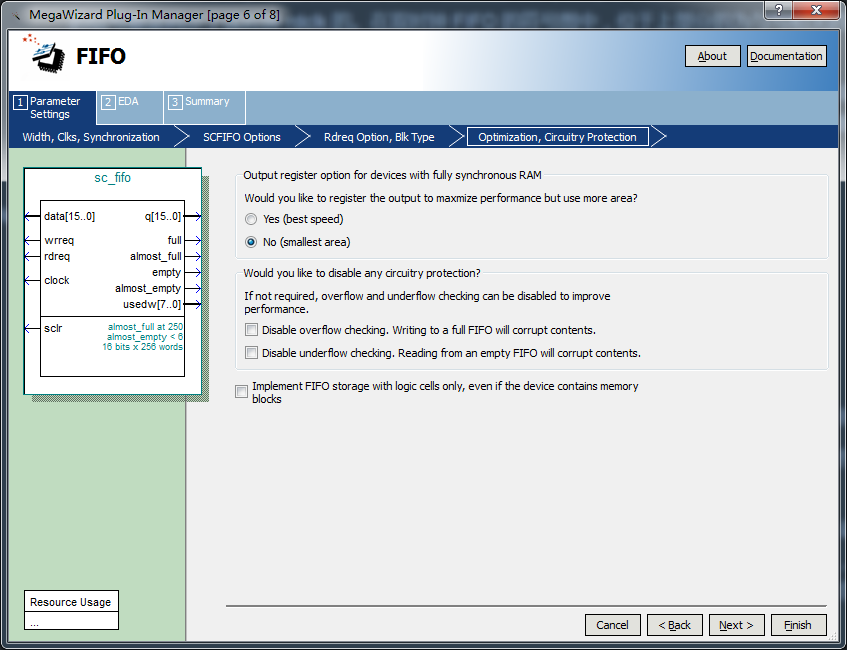 MegaWizard Plug-In Manager [page 6 of 8]
?
FIFO
About
Documentation
1 Parameter Settings
2 EDA
3 Summary
Width, Clks, Synchronization
SCFIFO Options
Rdreq Option, Blk Type
Optimization, Circuitry Protection
sc_fifo
data[15..0]
q[15..0]
wrreq
full
rdreq
almost_full
empty
clock
almost_empty
usedw[7..0]
sclr
almost_full at 250
almost_empty < 6
16 bits x 256 words
Output register option for devices with fully synchronous RAM
Would you like to register the output to maxmize performance but use more area?
Yes (best speed)
No (smallest area)
Would you like to disable any circuitry protection?
If not required, overflow and underflow checking can be disabled to improve
performance.
Disable overflow checking. Writing to a full FIFO will corrupt contents.
Disable underflow checking. Reading from an empty FIFO will corrupt contents.
Implement FIFO storage with logic cells only, even if the device contains memory
blocks
Resource Usage
...
Cancel
< Back
Next >
Finish